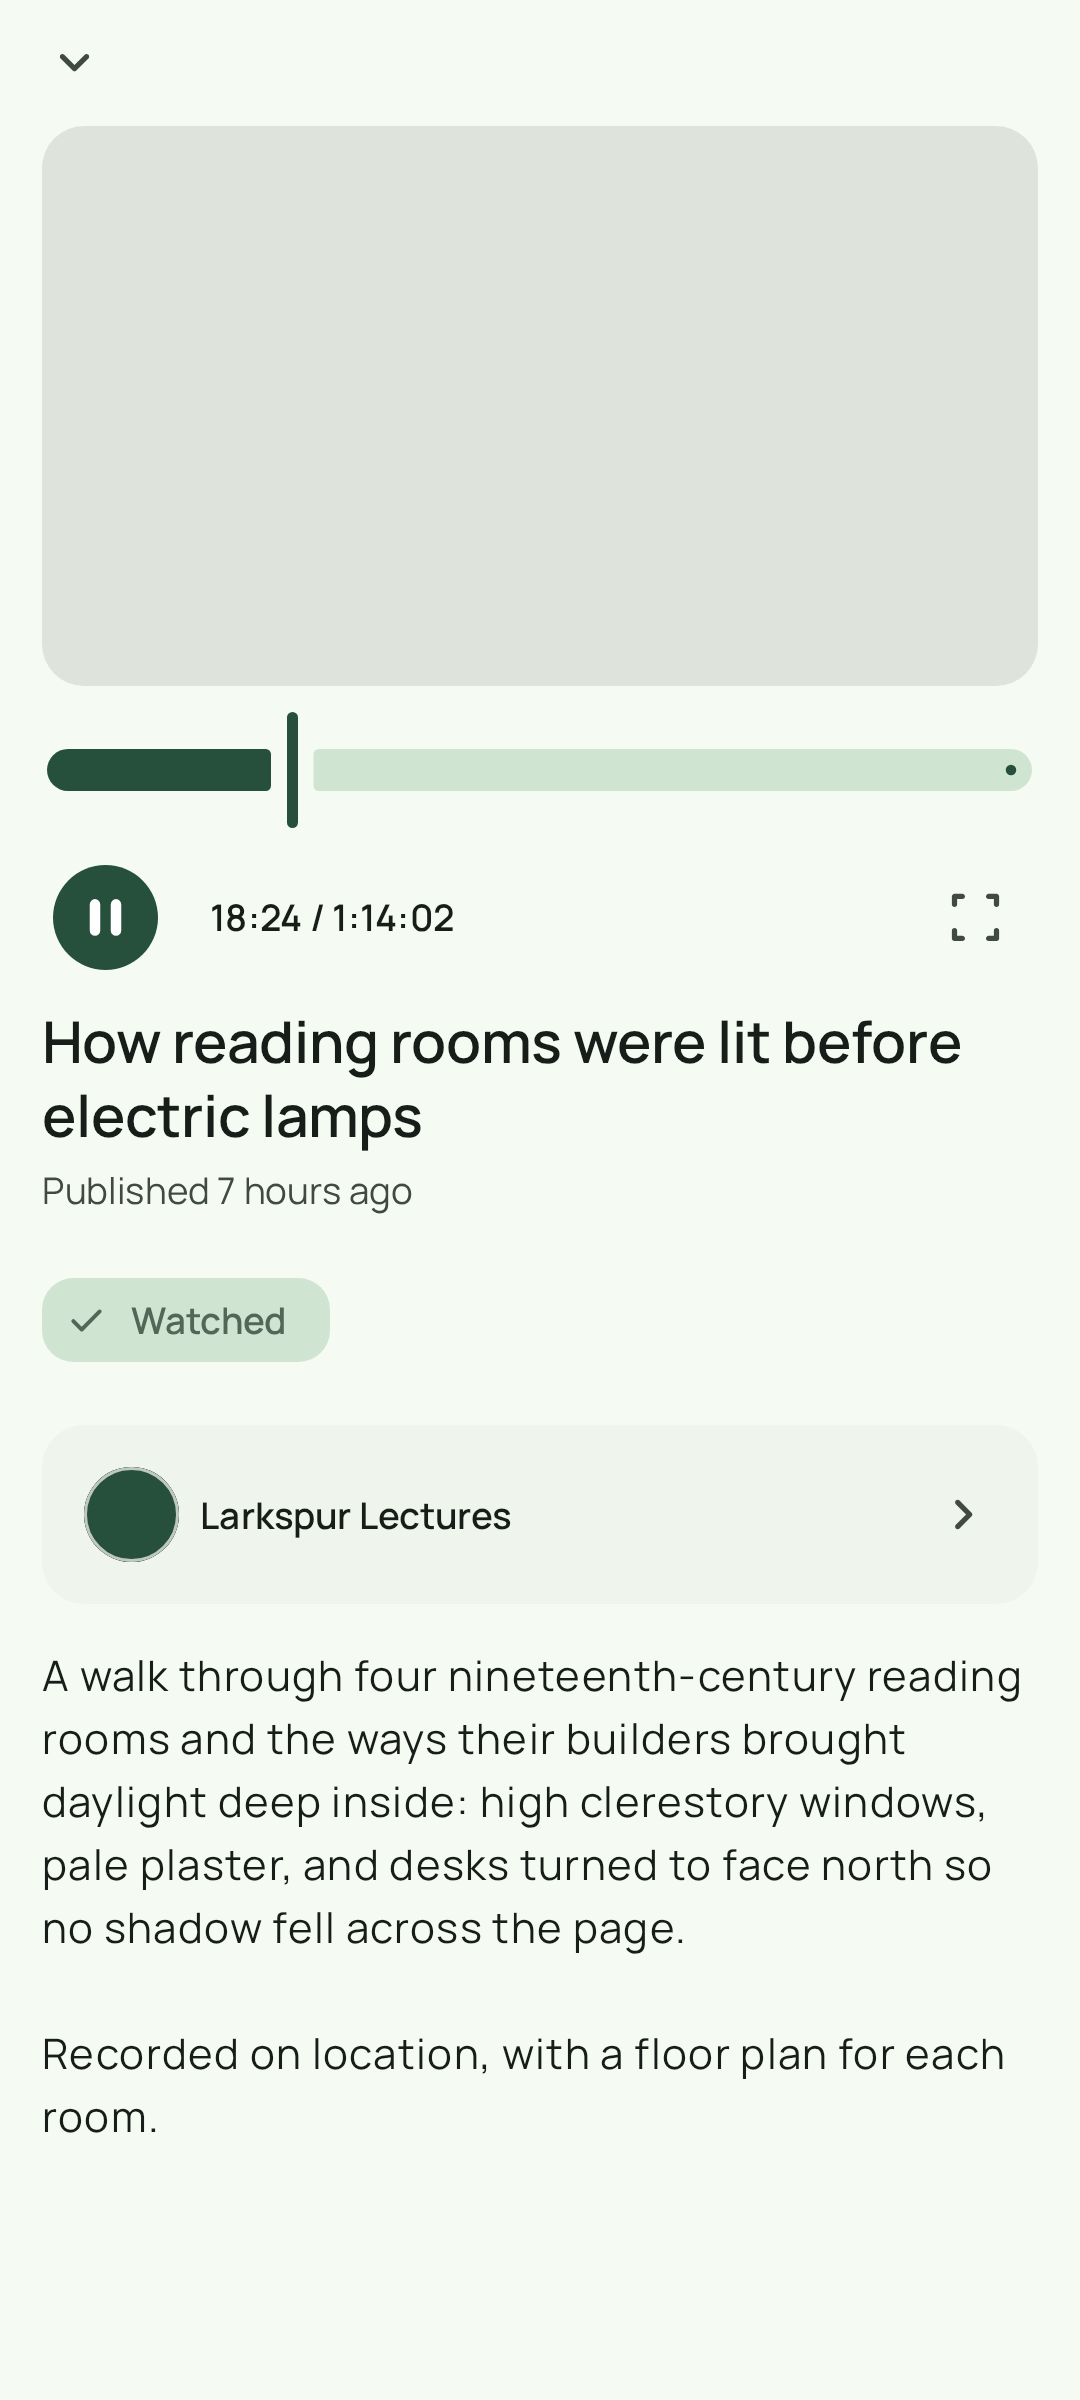 18:24 / 1:14:02
How reading rooms were lit before
electric lamps
Published 7 hours ago
Watched
Larkspur Lectures
A walk through four nineteenth-century reading
rooms and the ways their builders brought
daylight deep inside: high clerestory windows,
pale plaster, and desks turned to face north so
no shadow fell across the page.
Recorded on location, with a floor plan for each
room.